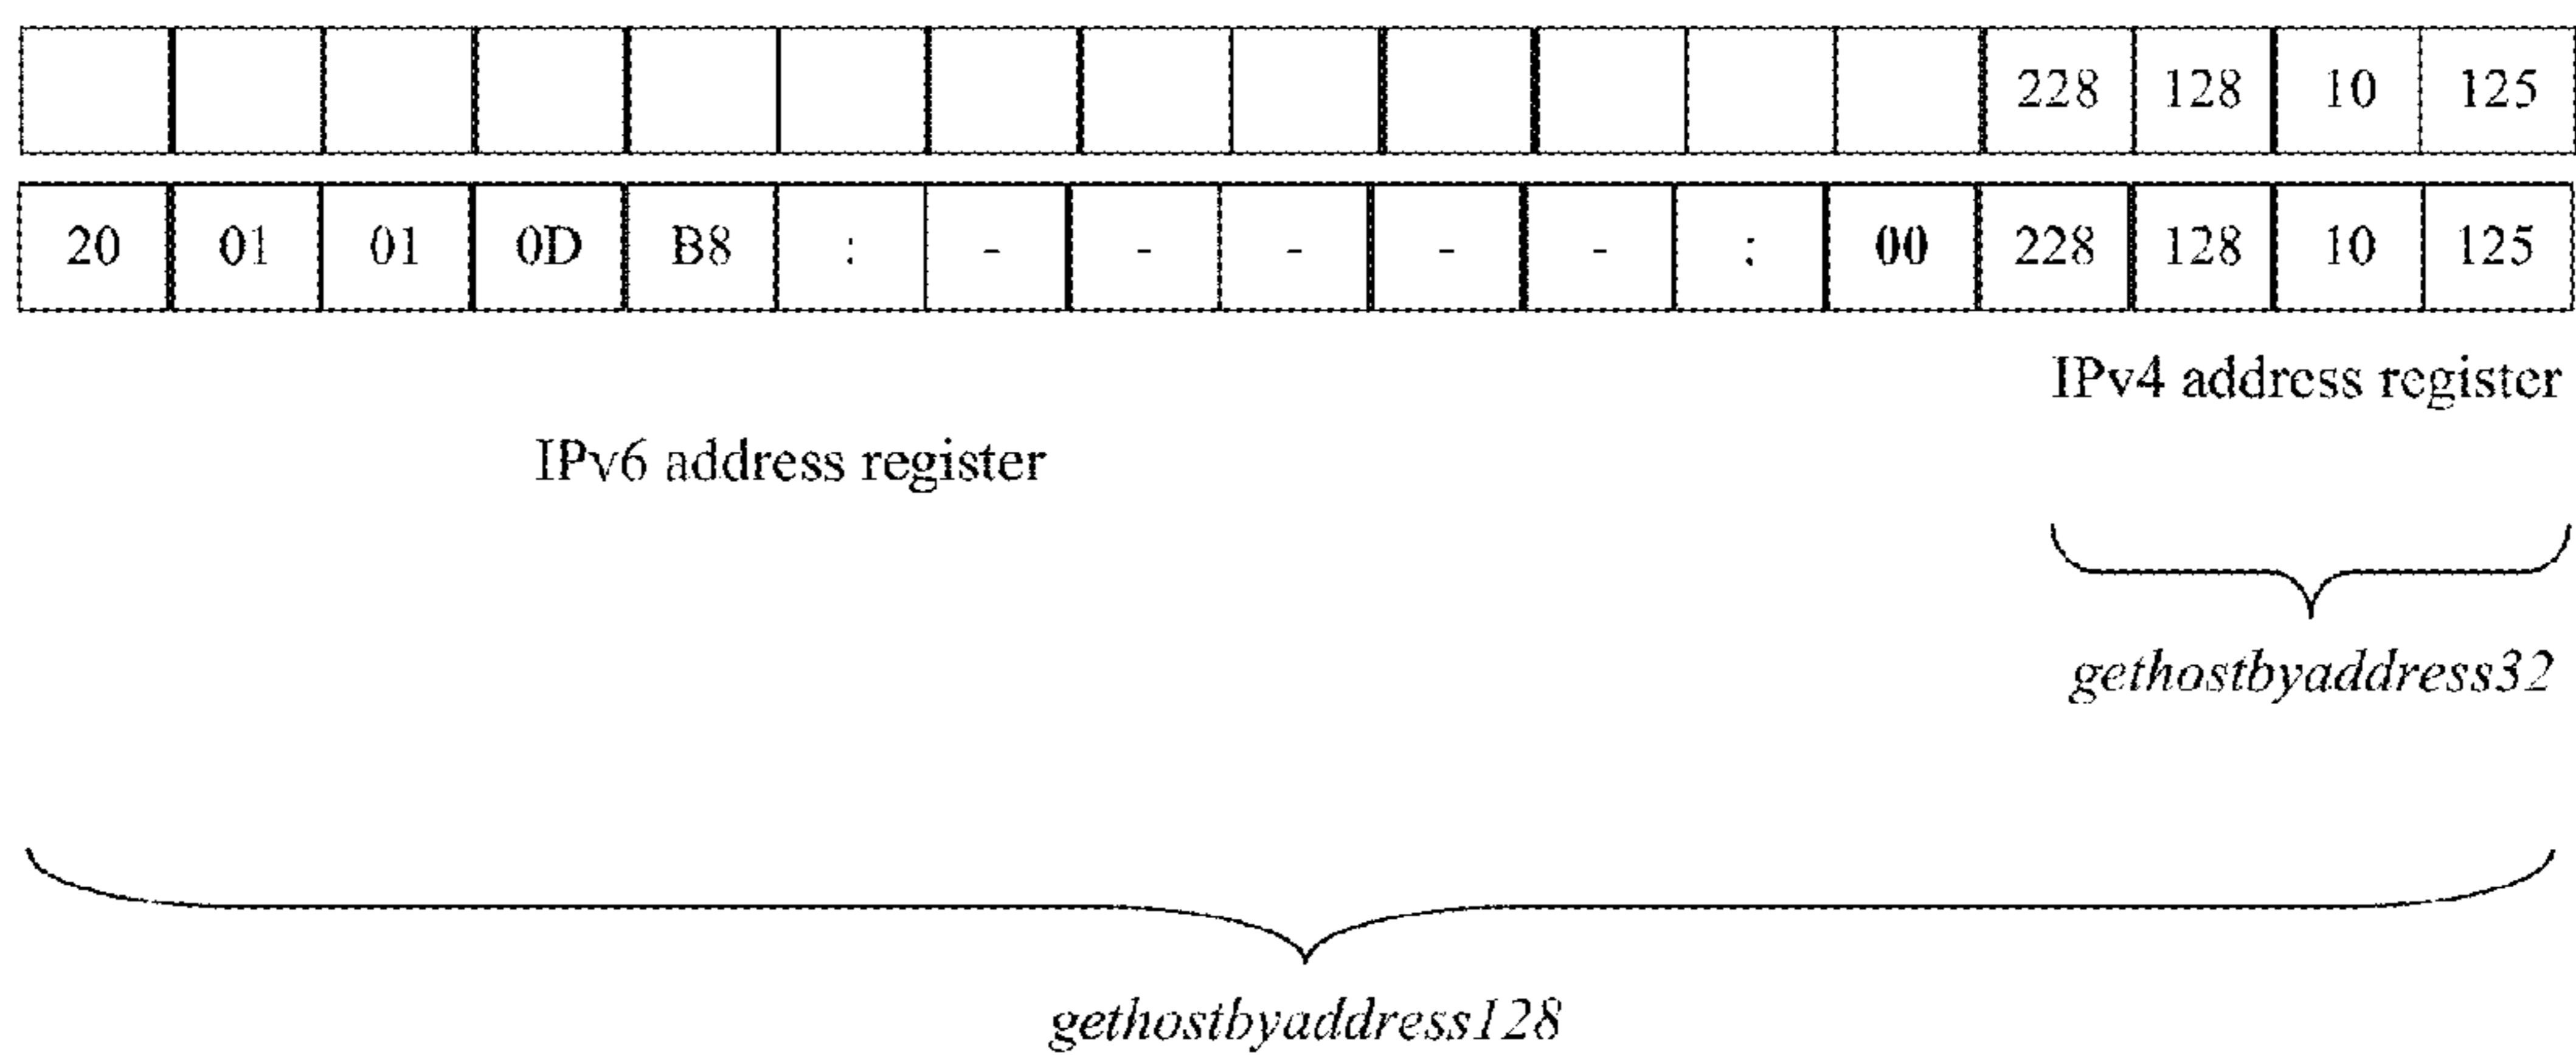 228 128 10 125
20 01 01 0D B8 : - - - - - : 00 228 128 10 125
IPv4 address register
IPv6 address register
gethostbyaddress32
gethostbyaddress128